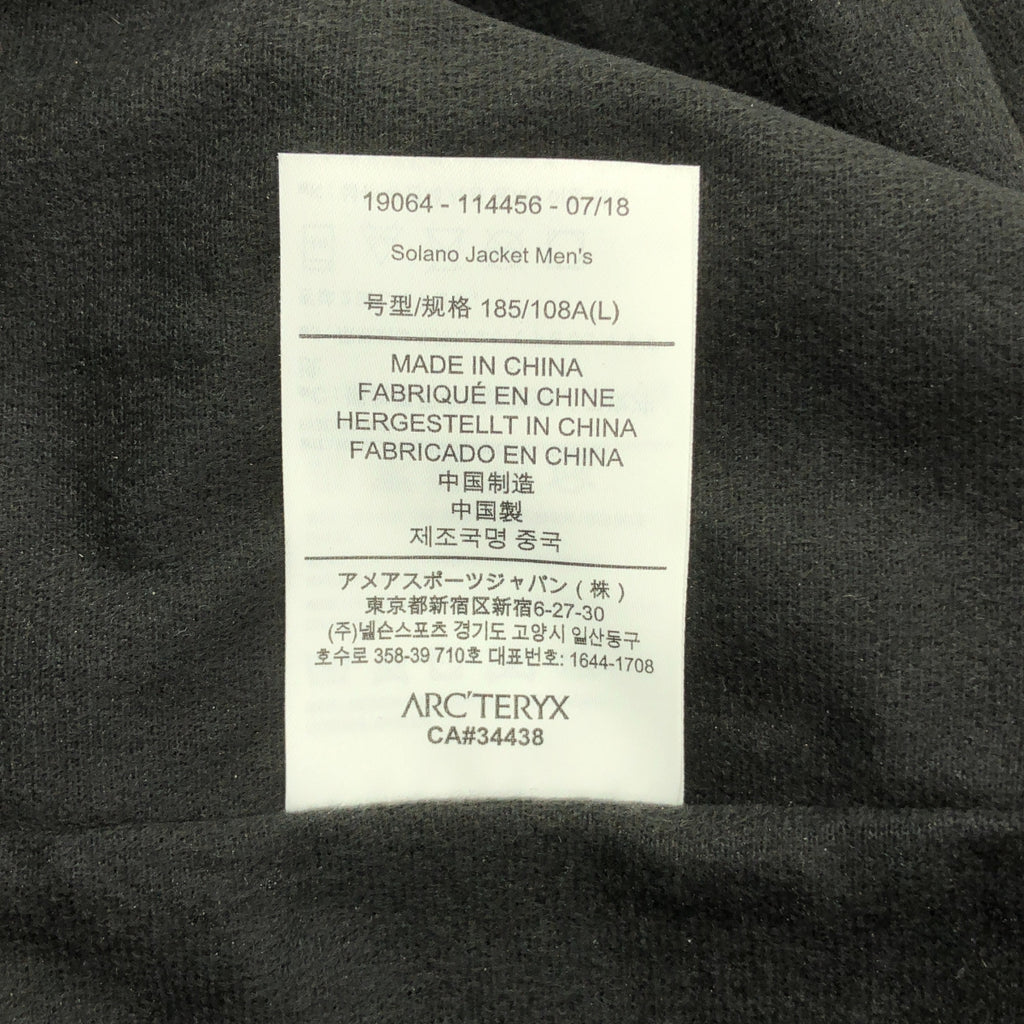 19064 - 114456 - 07/18
Solano Jacket Men's
号型/规格 185/108A(L)
MADE IN CHINA
FABRIQUÉ EN CHINE
HERGESTELLT IN CHINA
FABRICADO EN CHINA
中国制造
中国製
제조국명 중국
アメアスポーツジャパン ( 株 )
東京都新宿区新宿6-27-30
(주)넬슨스포츠 경기도 고양시 일산동구
호수로 358-39 710호 대표번호: 1644-1708
ARC'TERYX
CA#34438